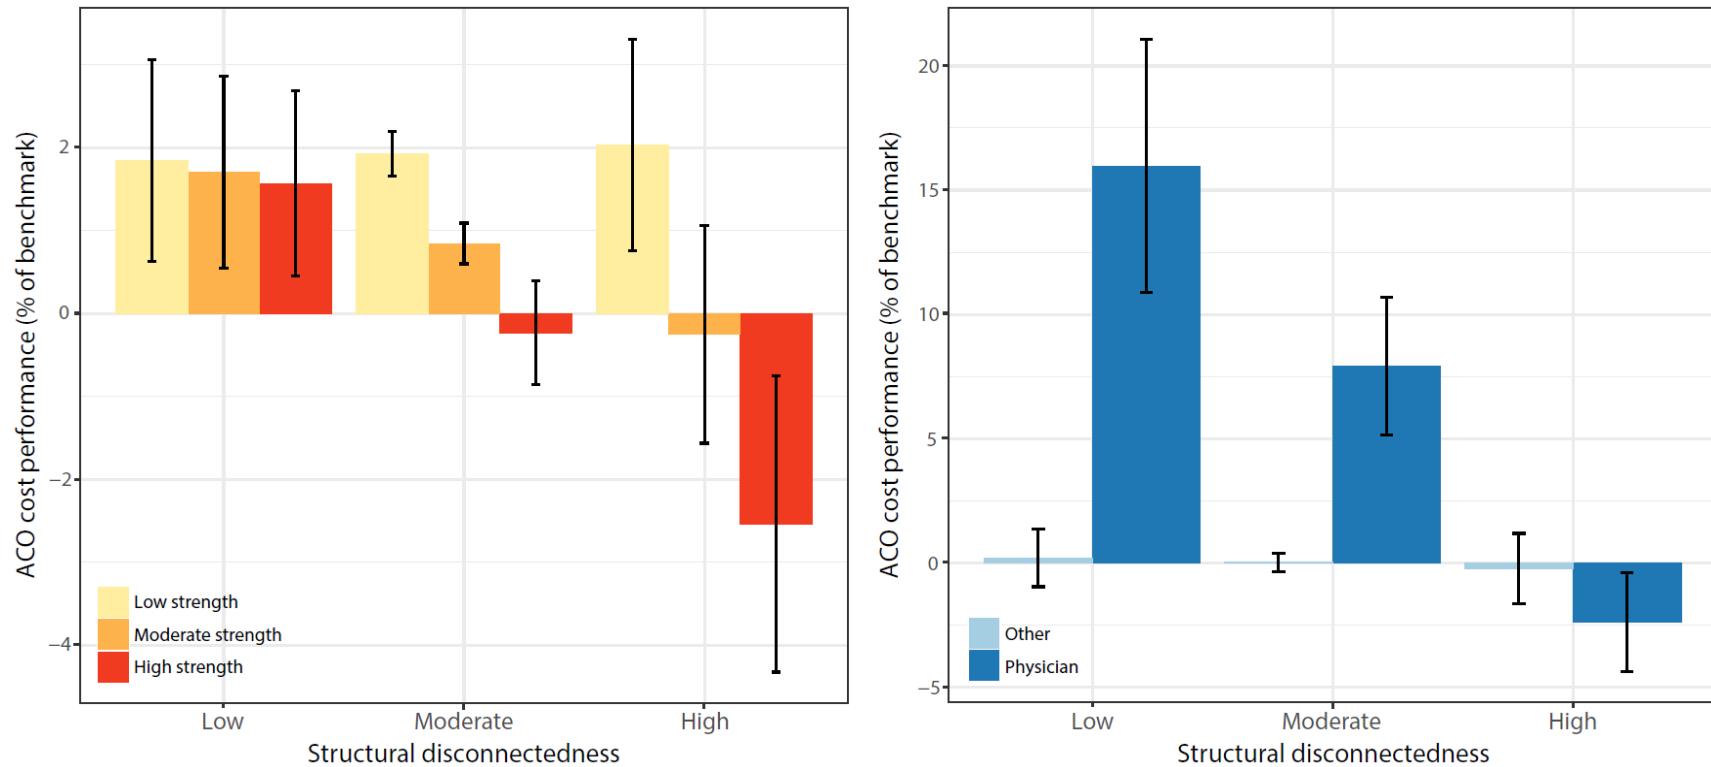 ACO cost performance (% of benchmark)
2
0
−2
−4
Low strength
Moderate strength
High strength
Low
Moderate
High
Structural disconnectedness
ACO cost performance (% of benchmark)
20
15
10
5
0
−5
Other
Physician
Low
Moderate
High
Structural disconnectedness